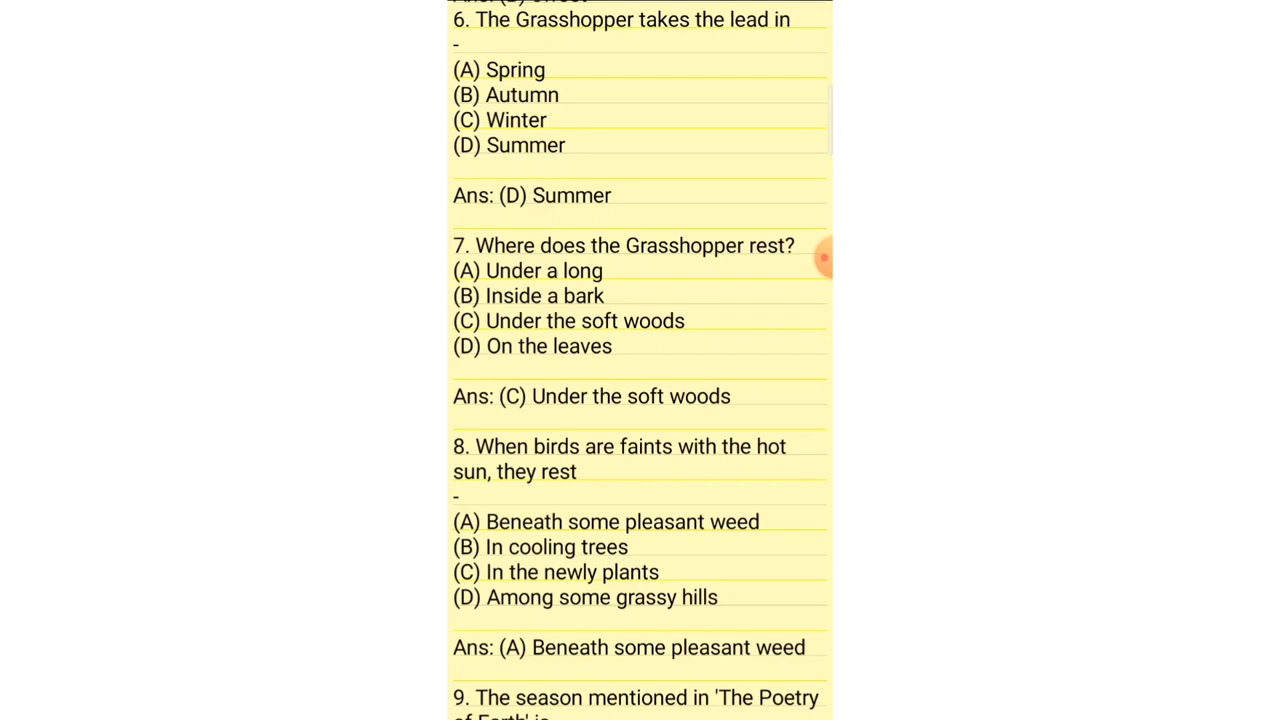 6. The Grasshopper takes the lead in
-
(A) Spring
(B) Autumn
(C) Winter
(D) Summer
Ans: (D) Summer
7. Where does the Grasshopper rest?
(A) Under a long
(B) Inside a bark
(C) Under the soft woods
(D) On the leaves
Ans: (C) Under the soft woods
8. When birds are faints with the hot
sun, they rest
-
(A) Beneath some pleasant weed
(B) In cooling trees
(C) In the newly plants
(D) Among some grassy hills
Ans: (A) Beneath some pleasant weed
9. The season mentioned in 'The Poetry
of Earth' is